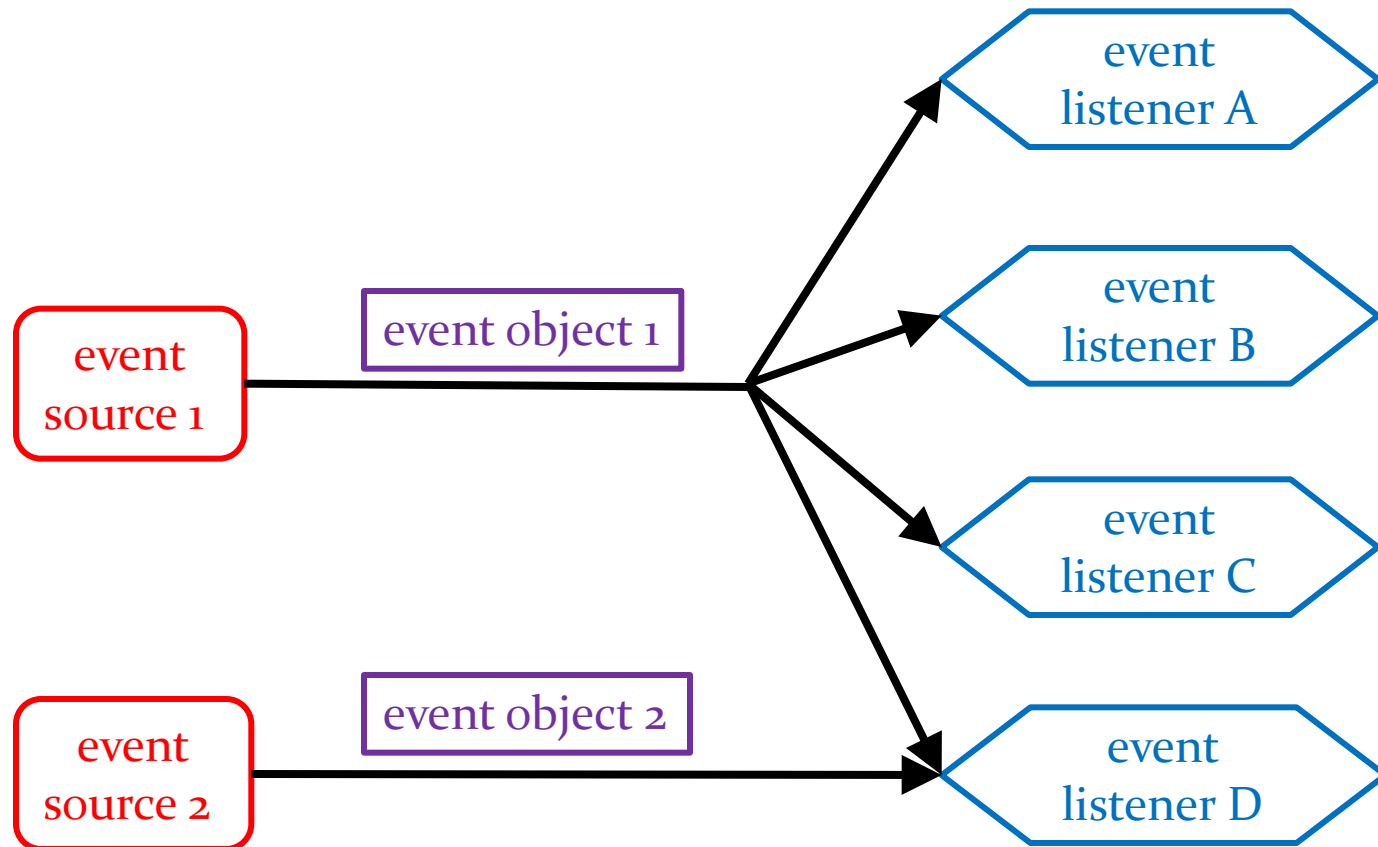 event
listener A
event
listener B
event object 1
event
source 1
event
listener C
event object 2
event
source 2
event
listener D